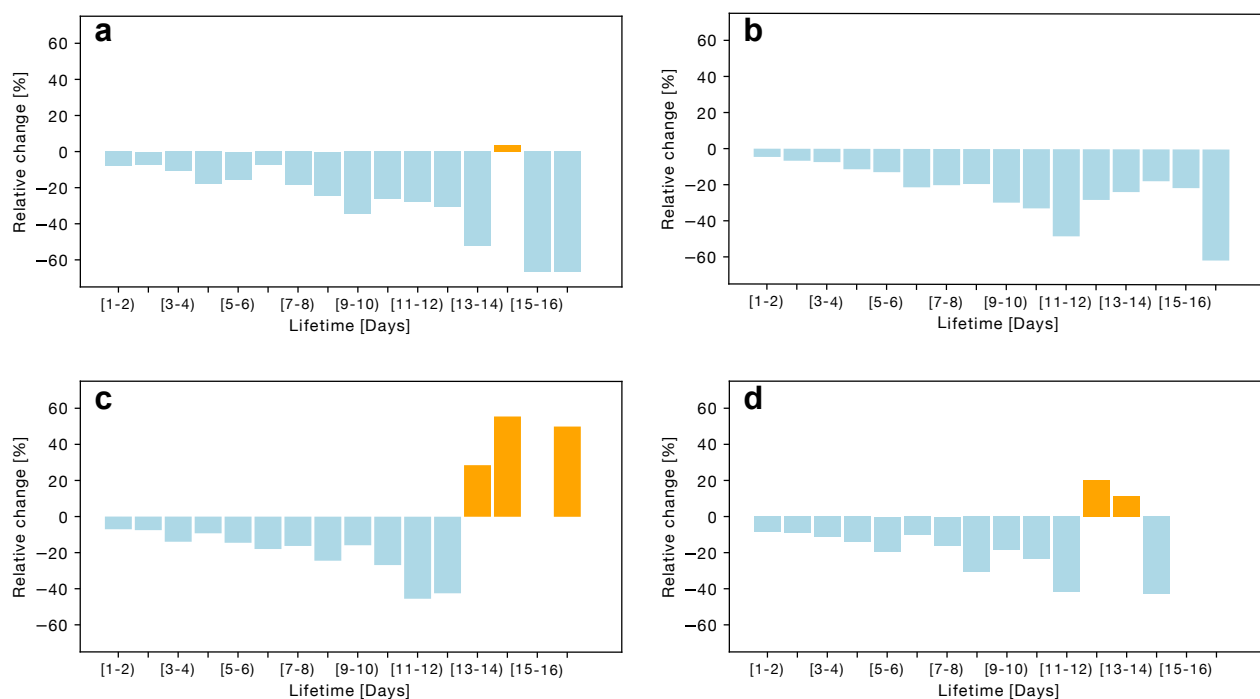 a
Relative change [%]
60
40
20
0
−20
−40
−60
[1-2) [3-4) [5-6) [7-8) [9-10) [11-12) [13-14) [15-16)
Lifetime [Days]
b
Relative change [%]
60
40
20
0
−20
−40
−60
[1-2) [3-4) [5-6) [7-8) [9-10) [11-12) [13-14) [15-16)
Lifetime [Days]
c
Relative change [%]
60
40
20
0
−20
−40
−60
[1-2) [3-4) [5-6) [7-8) [9-10) [11-12) [13-14) [15-16)
Lifetime [Days]
d
Relative change [%]
60
40
20
0
−20
−40
−60
[1-2) [3-4) [5-6) [7-8) [9-10) [11-12) [13-14) [15-16)
Lifetime [Days]